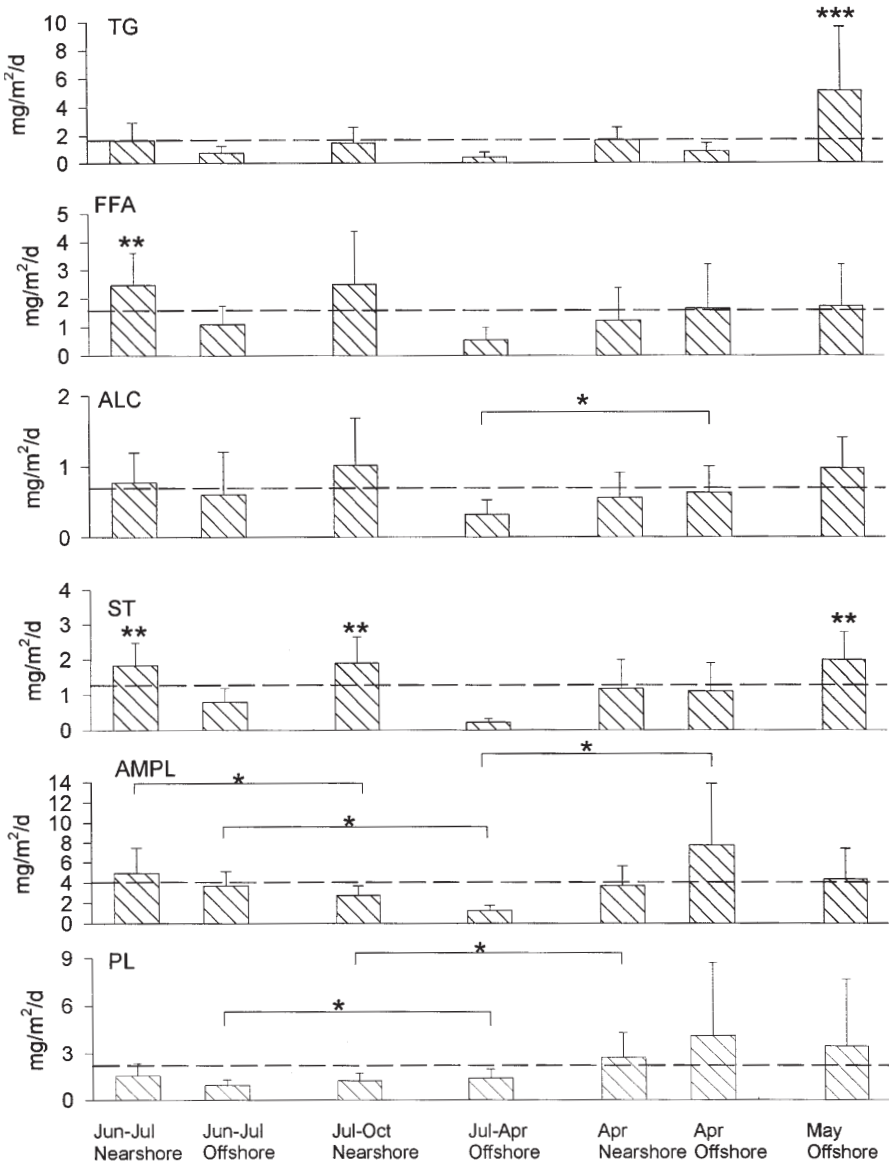 TG
mg/m²/d
10
8
6
4
2
0
***
FFA
mg/m²/d
5
4
3
2
1
0
**
ALC
mg/m²/d
2
1
0
*
ST
mg/m²/d
4
3
2
1
0
** ** **
AMPL
mg/m²/d
14
12
10
8
6
4
2
0
*
*
*
PL
mg/m²/d
9
6
3
0
*
*
Jun-Jul Nearshore
Jun-Jul Offshore
Jul-Oct Nearshore
Jul-Apr Offshore
Apr Nearshore
Apr Offshore
May Offshore